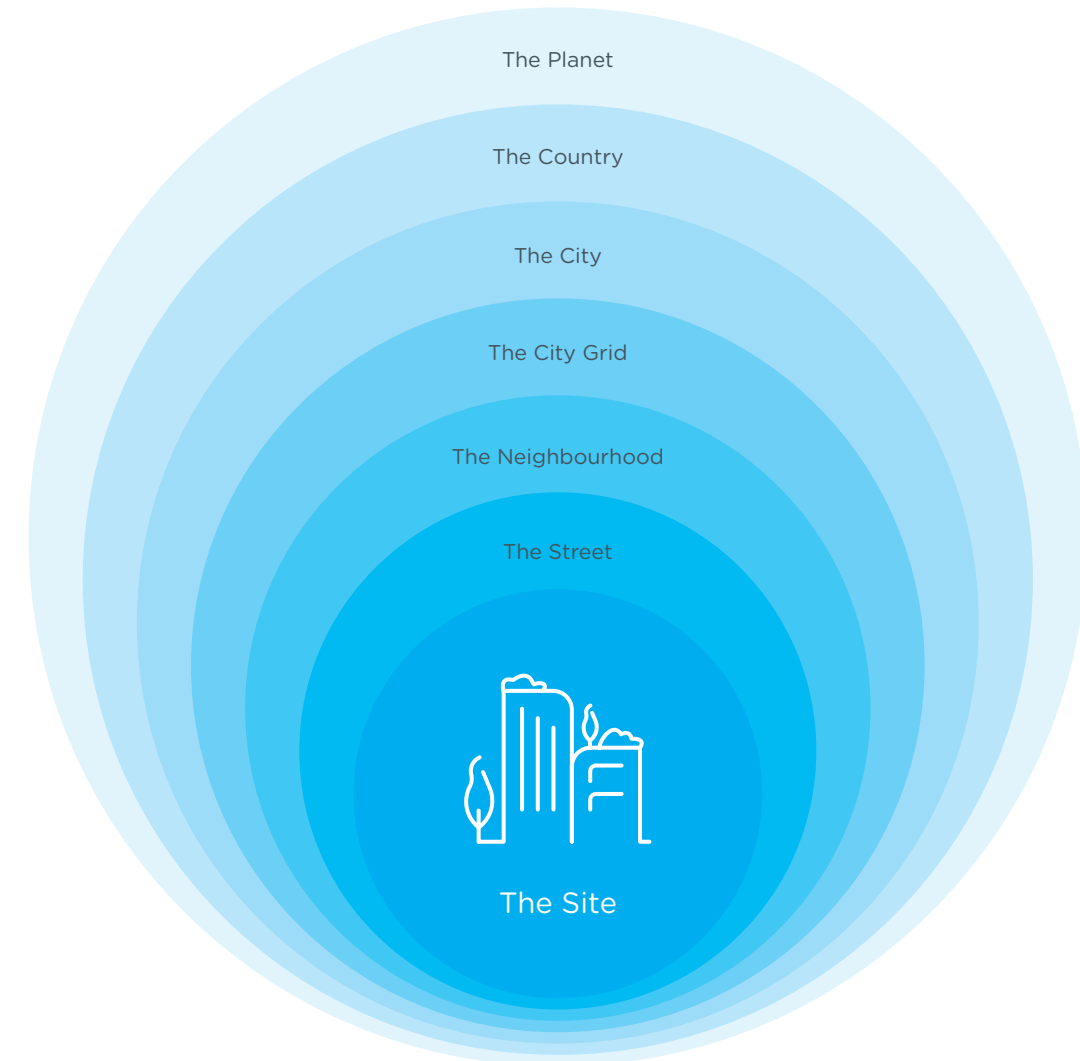 The Planet
The Country
The City
The City Grid
The Neighbourhood
The Street
The Site